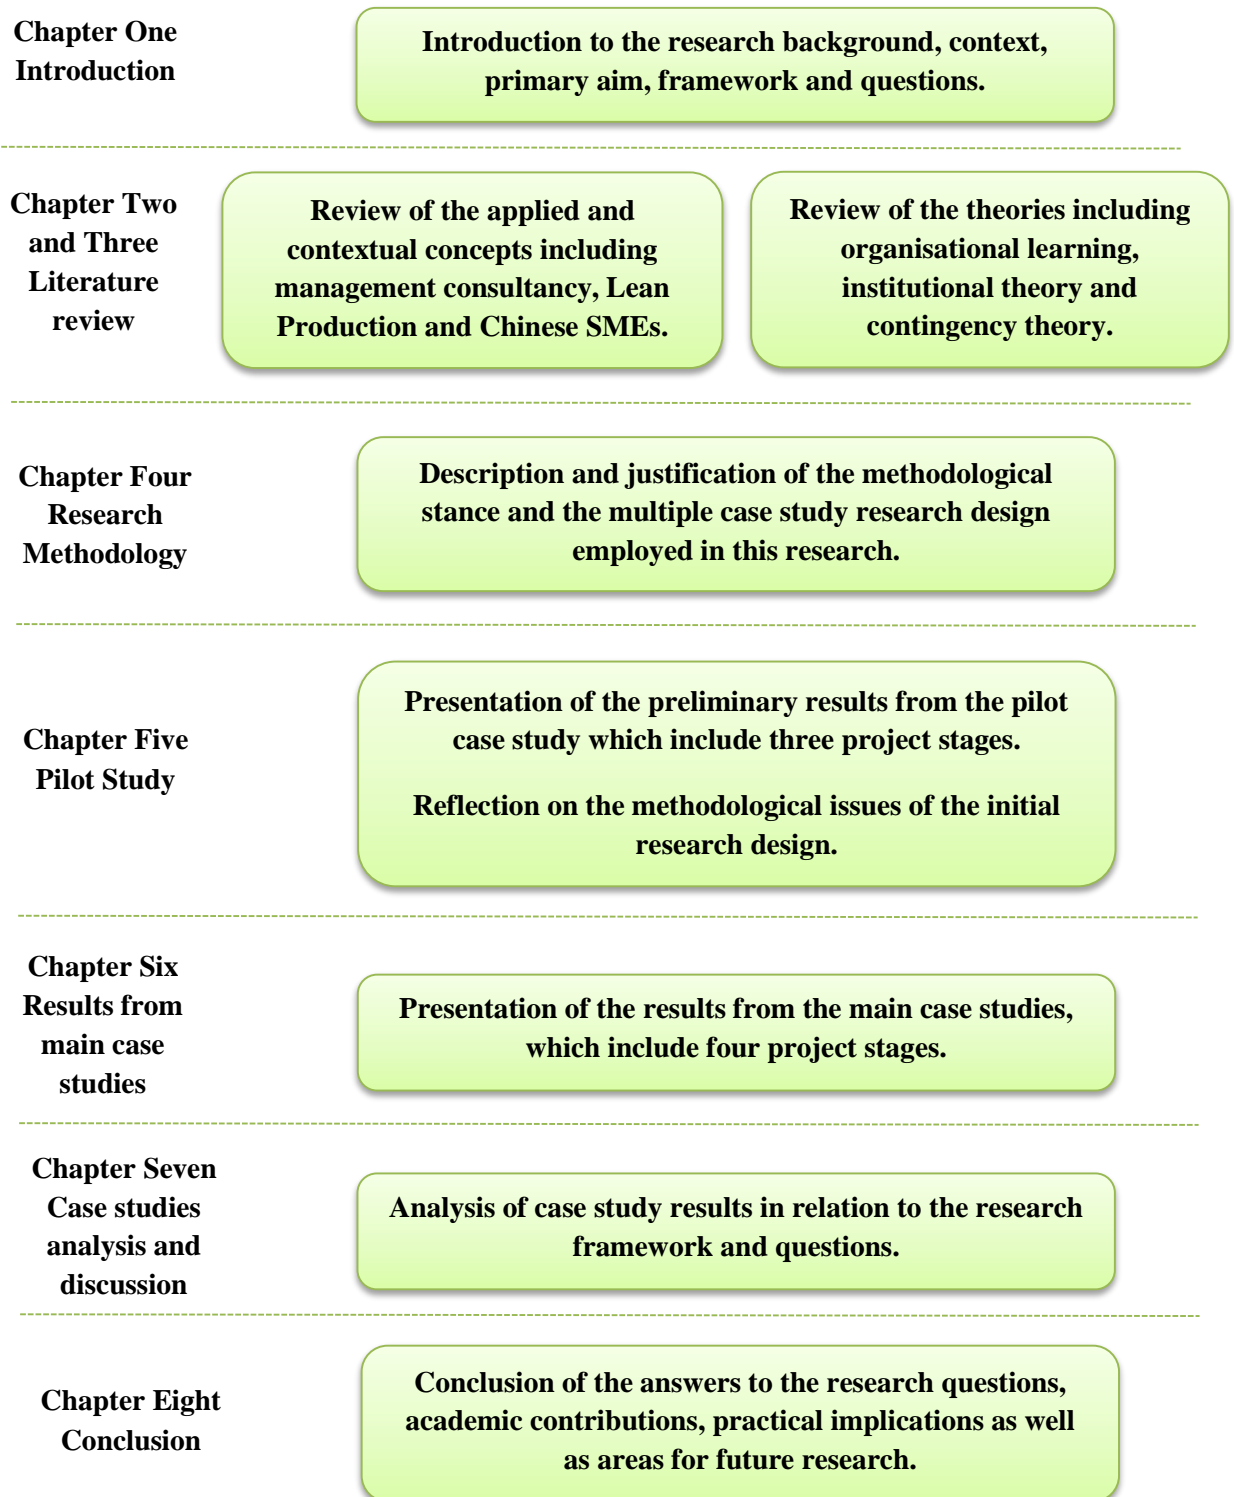 Chapter One
Introduction
Introduction to the research background, context,
primary aim, framework and questions.
Chapter Two
and Three
Literature
review
Review of the applied and
contextual concepts including
management consultancy, Lean
Production and Chinese SMEs.
Review of the theories including
organisational learning,
institutional theory and
contingency theory.
Chapter Four
Research
Methodology
Description and justification of the methodological
stance and the multiple case study research design
employed in this research.
Chapter Five
Pilot Study
Presentation of the preliminary results from the pilot
case study which include three project stages.
Reflection on the methodological issues of the initial
research design.
Chapter Six
Results from
main case
studies
Presentation of the results from the main case studies,
which include four project stages.
Chapter Seven
Case studies
analysis and
discussion
Analysis of case study results in relation to the research
framework and questions.
Chapter Eight
Conclusion
Conclusion of the answers to the research questions,
academic contributions, practical implications as well
as areas for future research.